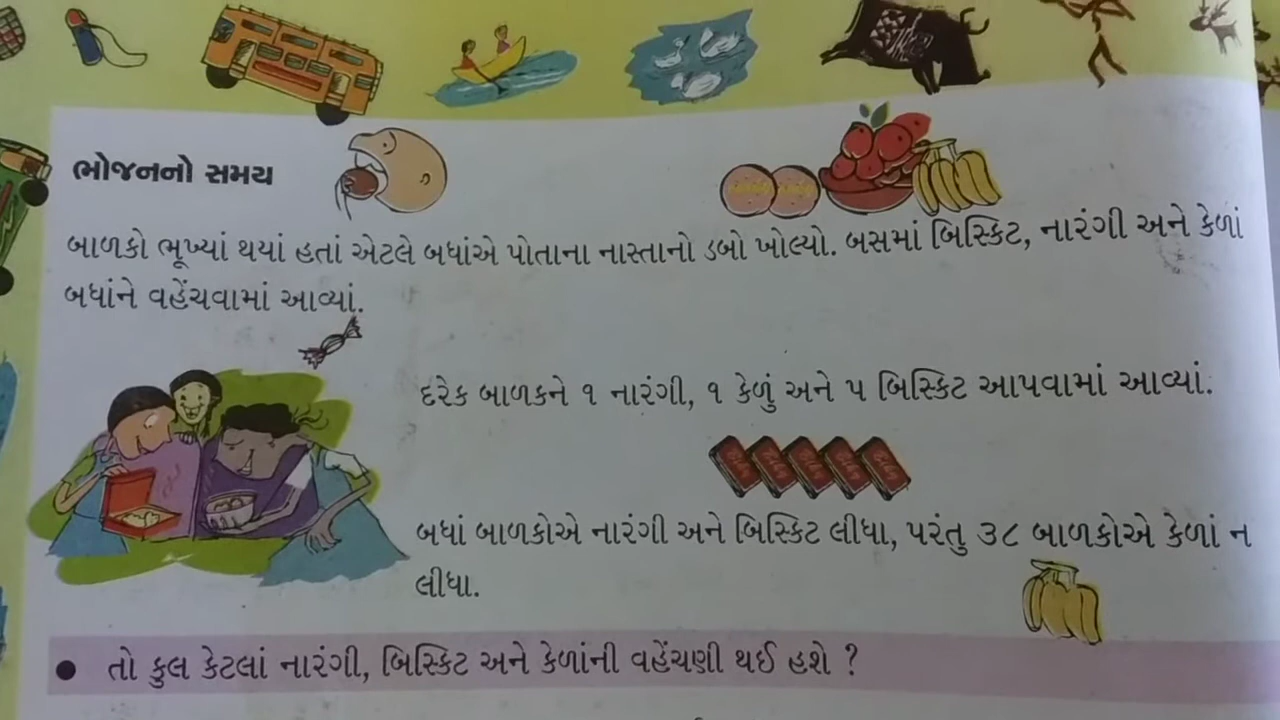 ભોજનનો સમય
બાળકો ભૂખ્યાં થયાં હતાં એટલે બધાંએ પોતાના નાસ્તાનો ડબો ખોલ્યો. બસમાં બિસ્કિટ, નારંગી અને કેળાં
બધાંને વહેંચવામાં આવ્યાં.
દરેક બાળકને ૧ નારંગી, ૧ કેળું અને ૫ બિસ્કિટ આપવામાં આવ્યાં.
બધાં બાળકોએ નારંગી અને બિસ્કિટ લીધા, પરંતુ ૩૮ બાળકોએ કેળાં ન
લીધા.
• તો કુલ કેટલાં નારંગી, બિસ્કિટ અને કેળાંની વહેંચણી થઈ હશે ?